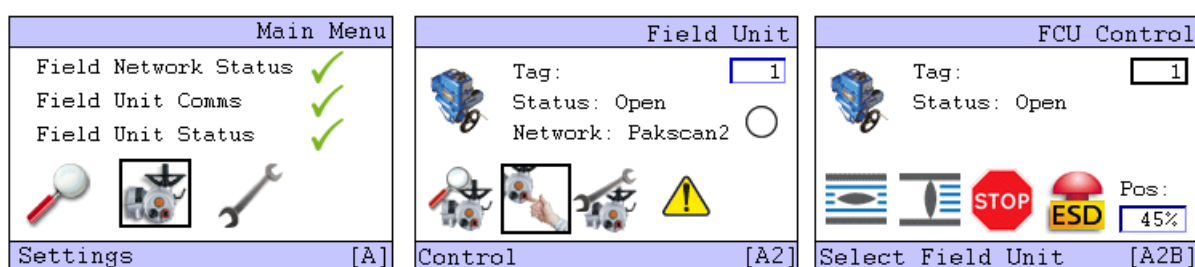 Main Menu
Field Network Status
Field Unit Comms
Field Unit Status
Settings [A]
Field Unit
Tag: 1
Status: Open
Network: Pakscan2
Control [A2]
FCU Control
Tag: 1
Status: Open
STOP
ESD
Pos:
45%
Select Field Unit [A2B]